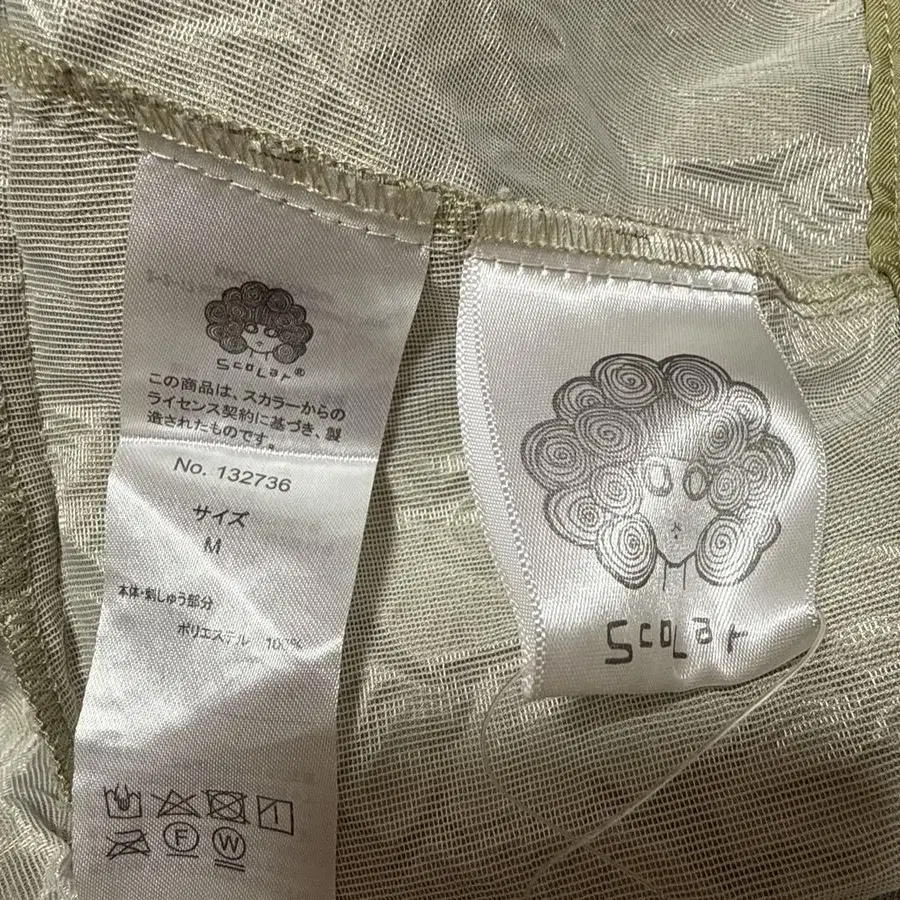 ScoLar®
この商品は、スカラーからの
ライセンス契約に基づき、製
造されたものです。
No. 132736
サイズ
M
本体・刺しゅう部分
ポリエステル 100%
F
W
ScoLar